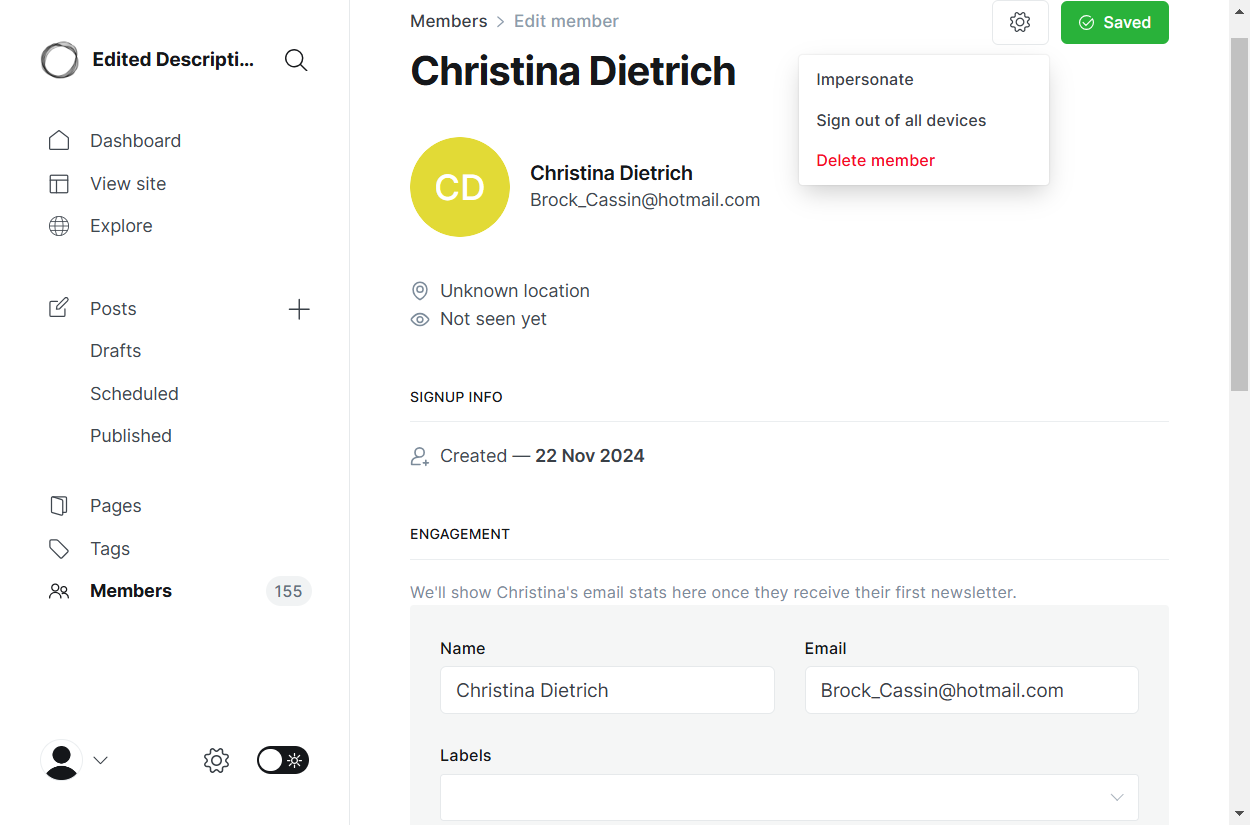 Edited Descripti...
Dashboard
View site
Explore
Posts
Drafts
Scheduled
Published
Pages
Tags
Members 155
Members > Edit member
Saved
Christina Dietrich
Impersonate
Sign out of all devices
Delete member
CD
Christina Dietrich
Brock_Cassin@hotmail.com
Unknown location
Not seen yet
SIGNUP INFO
Created — 22 Nov 2024
ENGAGEMENT
We'll show Christina's email stats here once they receive their first newsletter.
Name
Christina Dietrich
Email
Brock_Cassin@hotmail.com
Labels